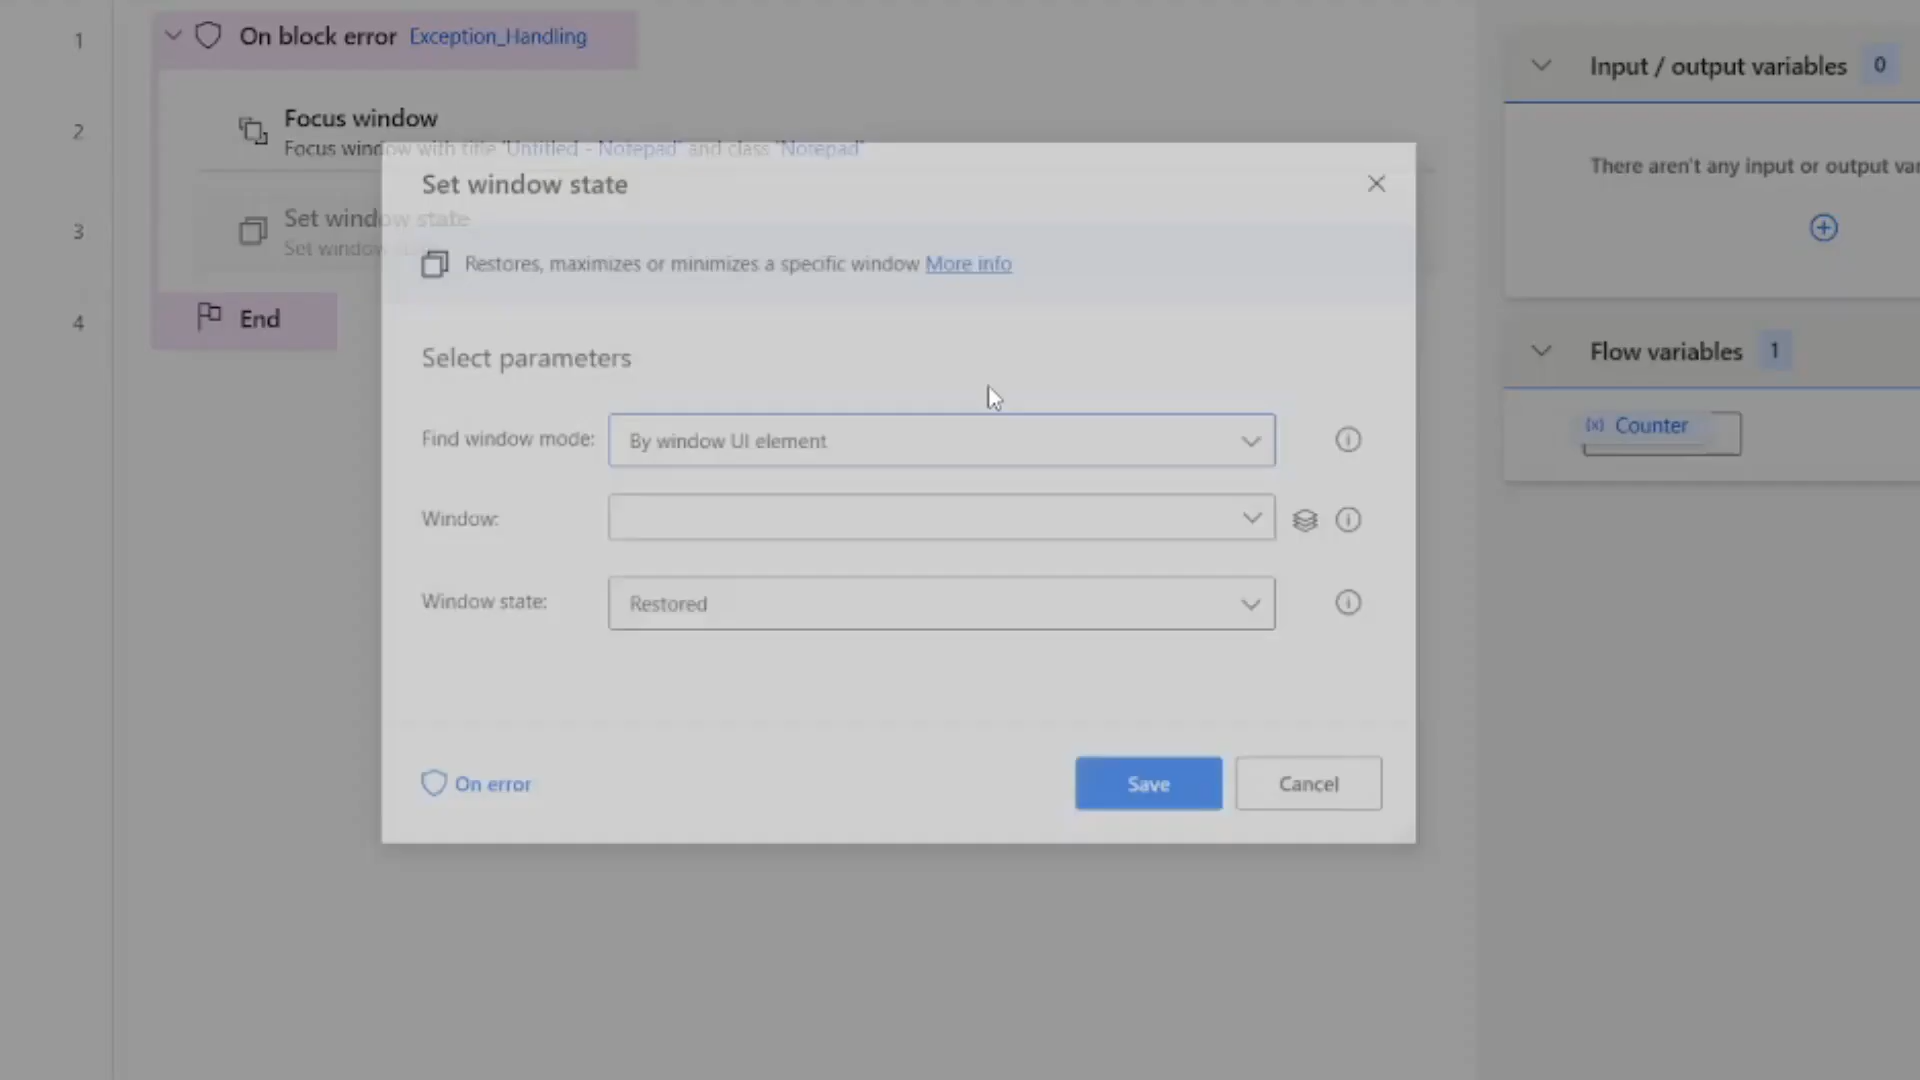 1
On block error Exception_Handling
2
Focus window
Focus window with title 'Untitled - Notepad' and class 'Notepad'
3
Set window state
Set window
4
End
Set window state
Restores, maximizes or minimizes a specific window More info
Select parameters
Find window mode: By window UI element
Window:
Window state: Restored
On error
Save
Cancel
Input / output variables 0
There aren't any input or output var
Flow variables 1
{x} Counter